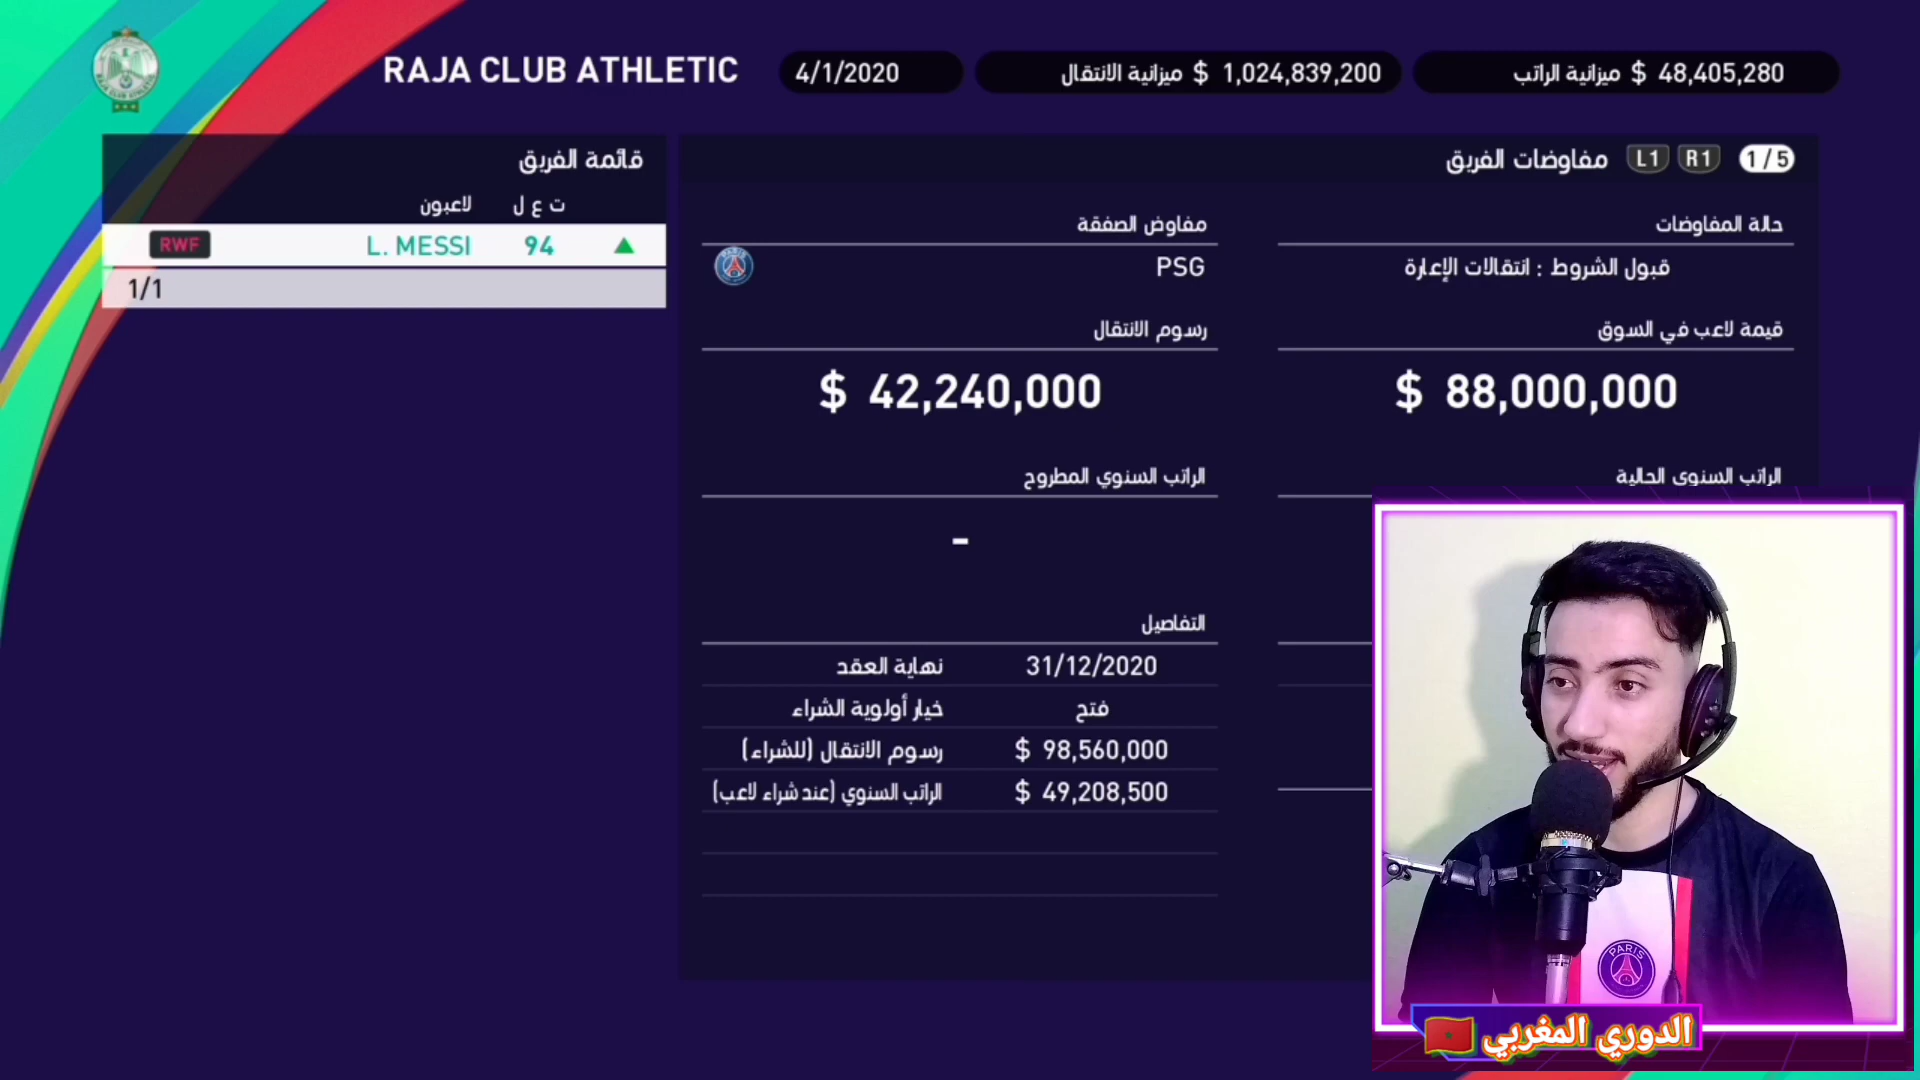 RAJA CLUB ATHLETIC
4/1/2020
ميزانية الانتقال $ 1,024,839,200
ميزانية الراتب $ 48,405,280
قائمة الفريق
لاعبون ت ع ل
RWF L. MESSI 94
1/1
مفاوضات الفريق L1 R1 1/5
حالة المفاوضات
قبول الشروط : انتقالات الإعارة
مفاوض الصفقة
PSG
قيمة لاعب في السوق
$ 88,000,000
رسوم الانتقال
$ 42,240,000
الراتب السنوي الحالية
الراتب السنوي المطروح
-
التفاصيل
نهاية العقد 31/12/2020
خيار أولوية الشراء فتح
رسوم الانتقال (للشراء) $ 98,560,000
الراتب السنوي (عند شراء لاعب) $ 49,208,500
PARIS
الدوري المغربي